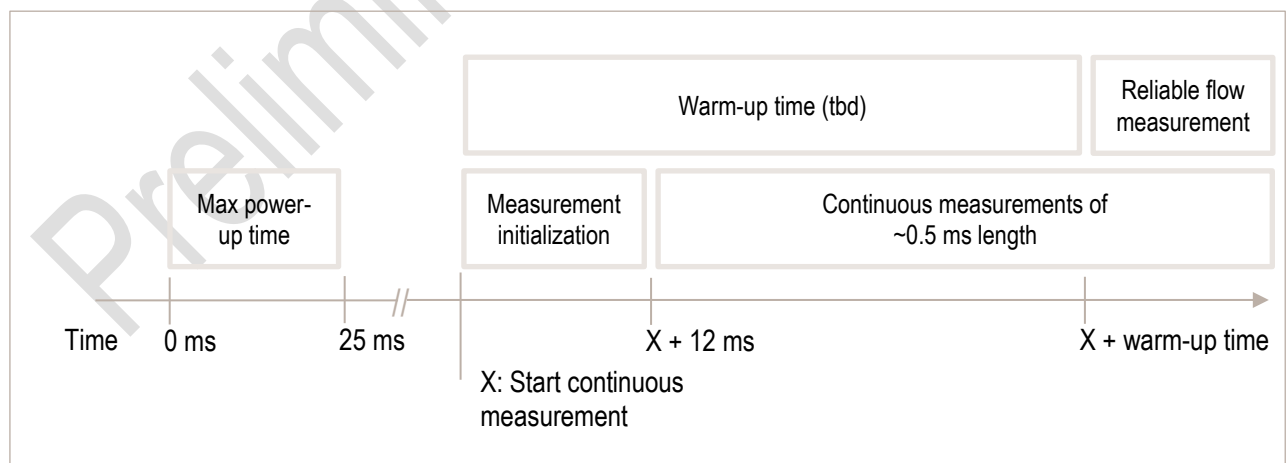 Prelim
Warm-up time (tbd)
Reliable flow
measurement
Max power-
up time
Measurement
initialization
Continuous measurements of
~0.5 ms length
Time
0 ms
25 ms
X + 12 ms
X + warm-up time
X: Start continuous
measurement